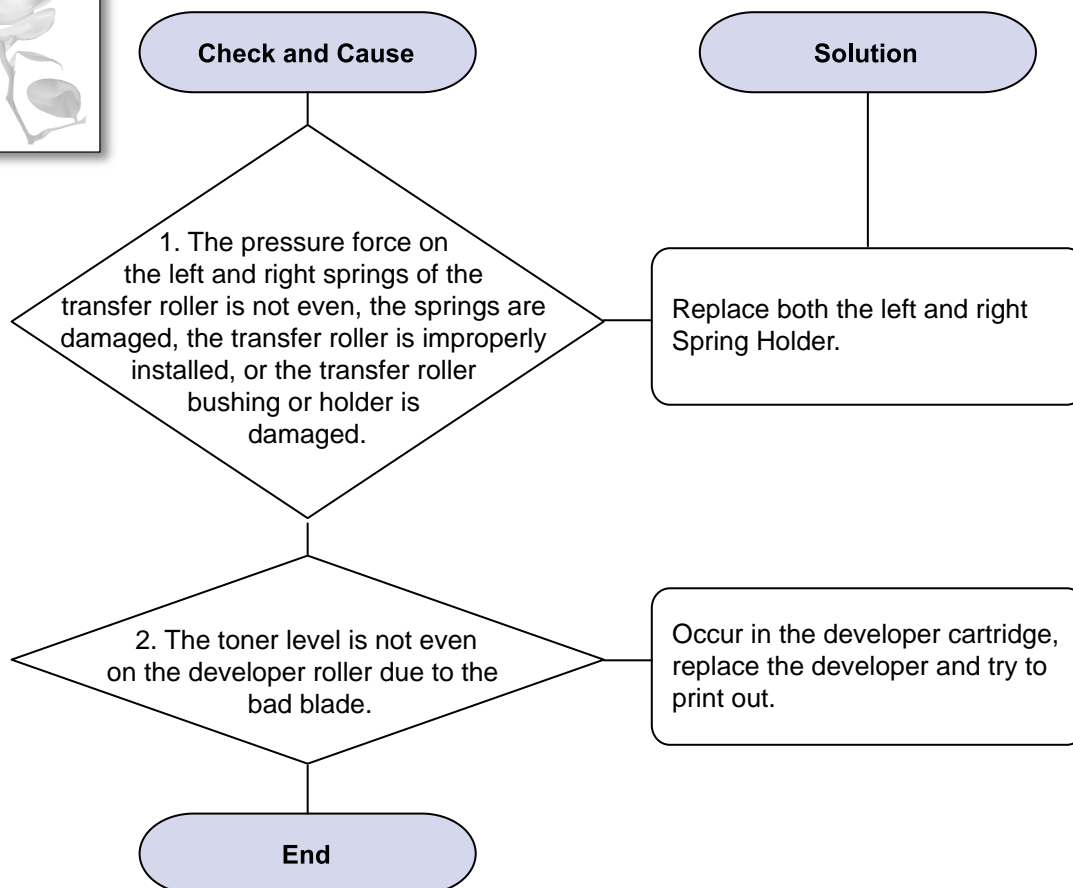 Check and Cause
Solution
1. The pressure force on
the left and right springs of the
transfer roller is not even, the springs are
damaged, the transfer roller is improperly
installed, or the transfer roller
bushing or holder is
damaged.
Replace both the left and right
Spring Holder.
2. The toner level is not even
on the developer roller due to the
bad blade.
Occur in the developer cartridge,
replace the developer and try to
print out.
End